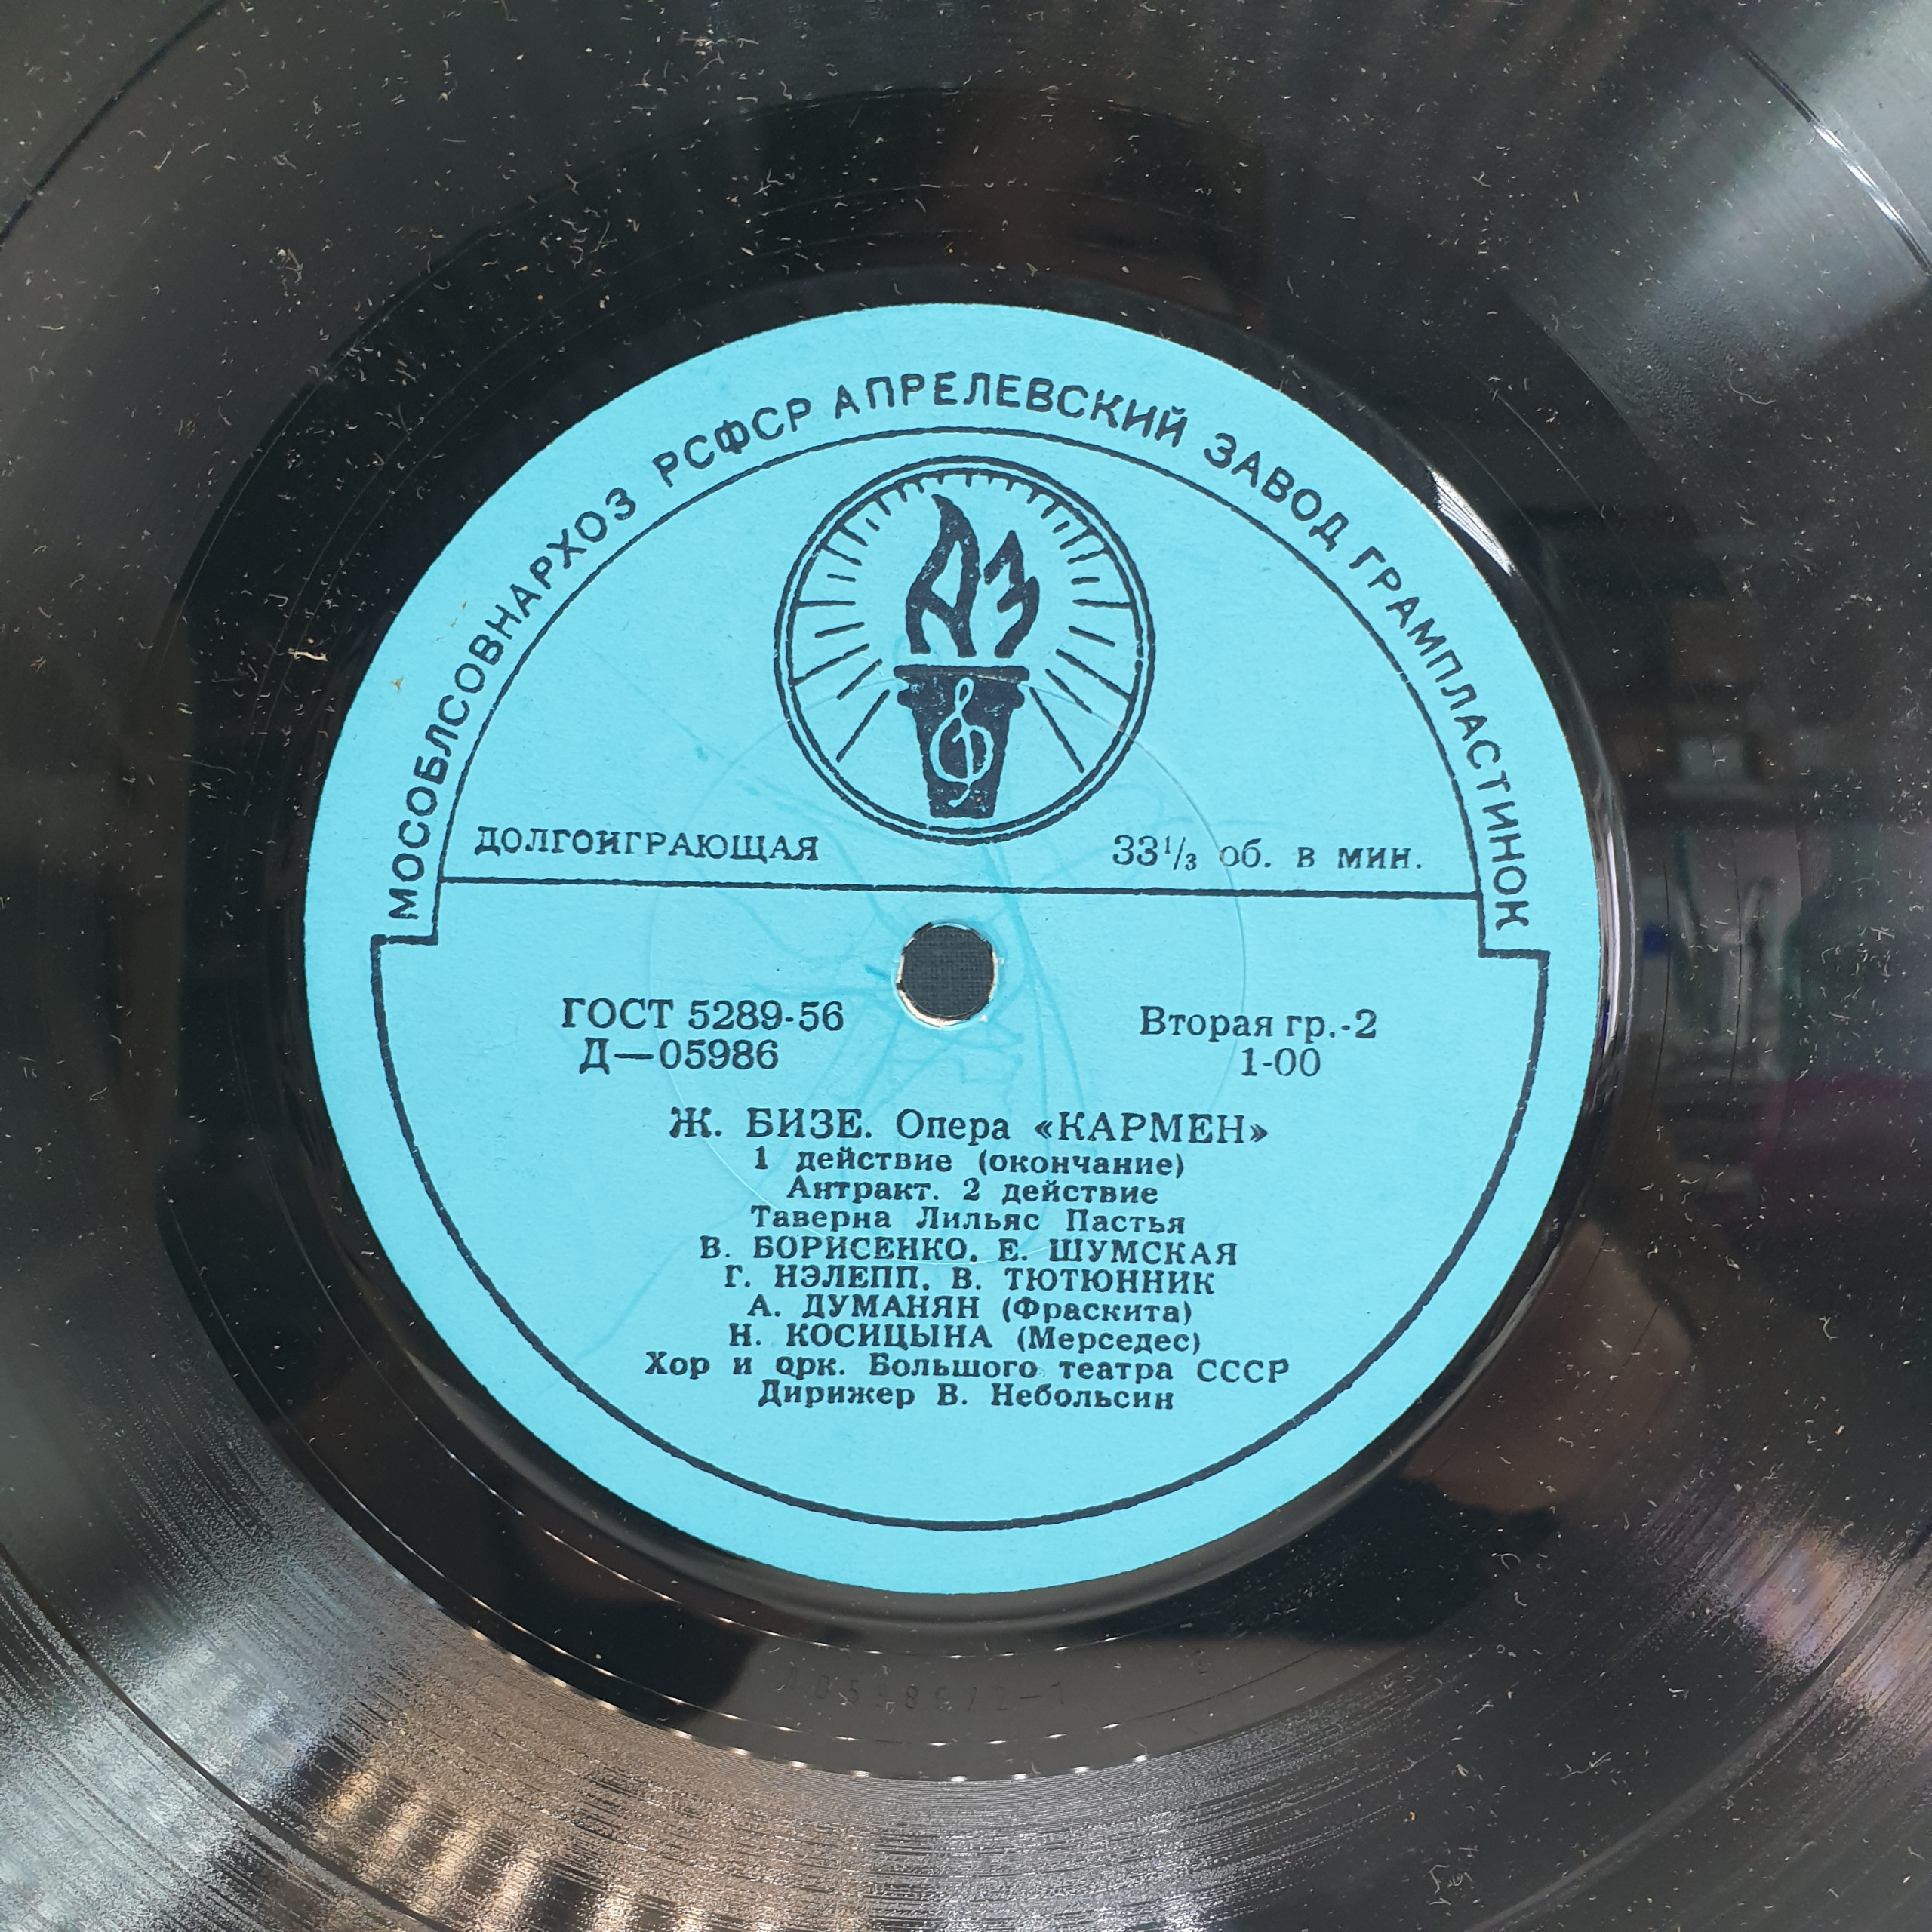 МОСОБЛСОВНАРХОЗ РСФСР АПРЕЛЕВСКИЙ ЗАВОД ГРАМПЛАСТИНОК
АЗ
ДОЛГОИГРАЮЩАЯ
33⅓ об. в мин.
ГОСТ 5289-56
Д—05986
Вторая гр.-2
1-00
Ж. БИЗЕ. Опера «КАРМЕН»
1 действие (окончание)
Антракт. 2 действие
Таверна Лильяс Пастья
В. БОРИСЕНКО. Е. ШУМСКАЯ
Г. НЭЛЕПП. В. ТЮТЮННИК
А. ДУМАНЯН (Фраскита)
Н. КОСИЦЫНА (Мерседес)
Хор и орк. Большого театра СССР
Дирижер В. Небольсин